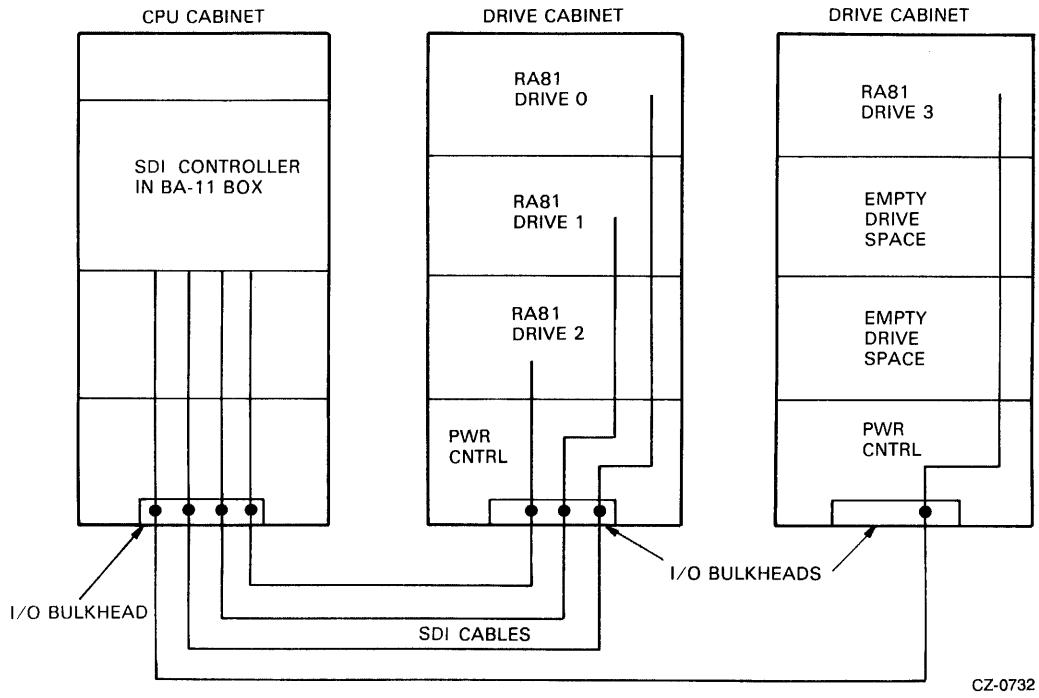 CPU CABINET
DRIVE CABINET
DRIVE CABINET
SDI CONTROLLER
IN BA-11 BOX
RA81
DRIVE 0
RA81
DRIVE 1
RA81
DRIVE 2
PWR
CNTRL
RA81
DRIVE 3
EMPTY
DRIVE
SPACE
EMPTY
DRIVE
SPACE
PWR
CNTRL
I/O BULKHEAD
I/O BULKHEADS
SDI CABLES
CZ-0732